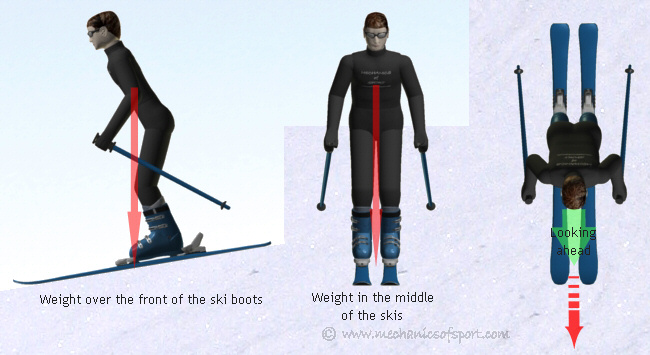 Looking
ahead
Weight over the front of the ski boots
Weight in the middle
of the skis
© www.mechanicsofsport.com